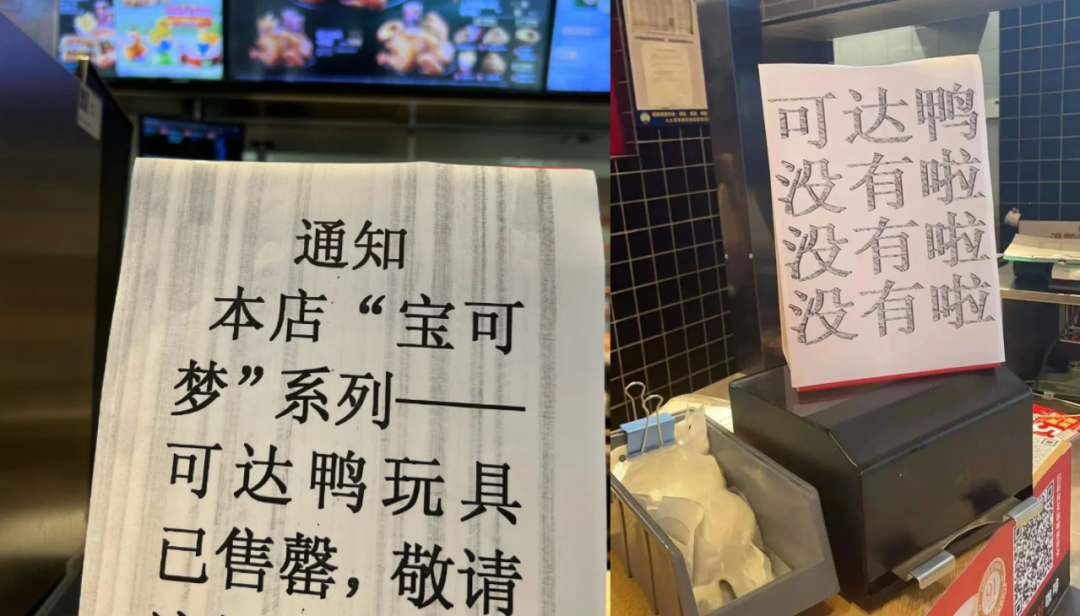 通知
本店“宝可
梦”系列——
可达鸭玩具
已售罄，敬请
可达鸭
没有啦
没有啦
没有啦